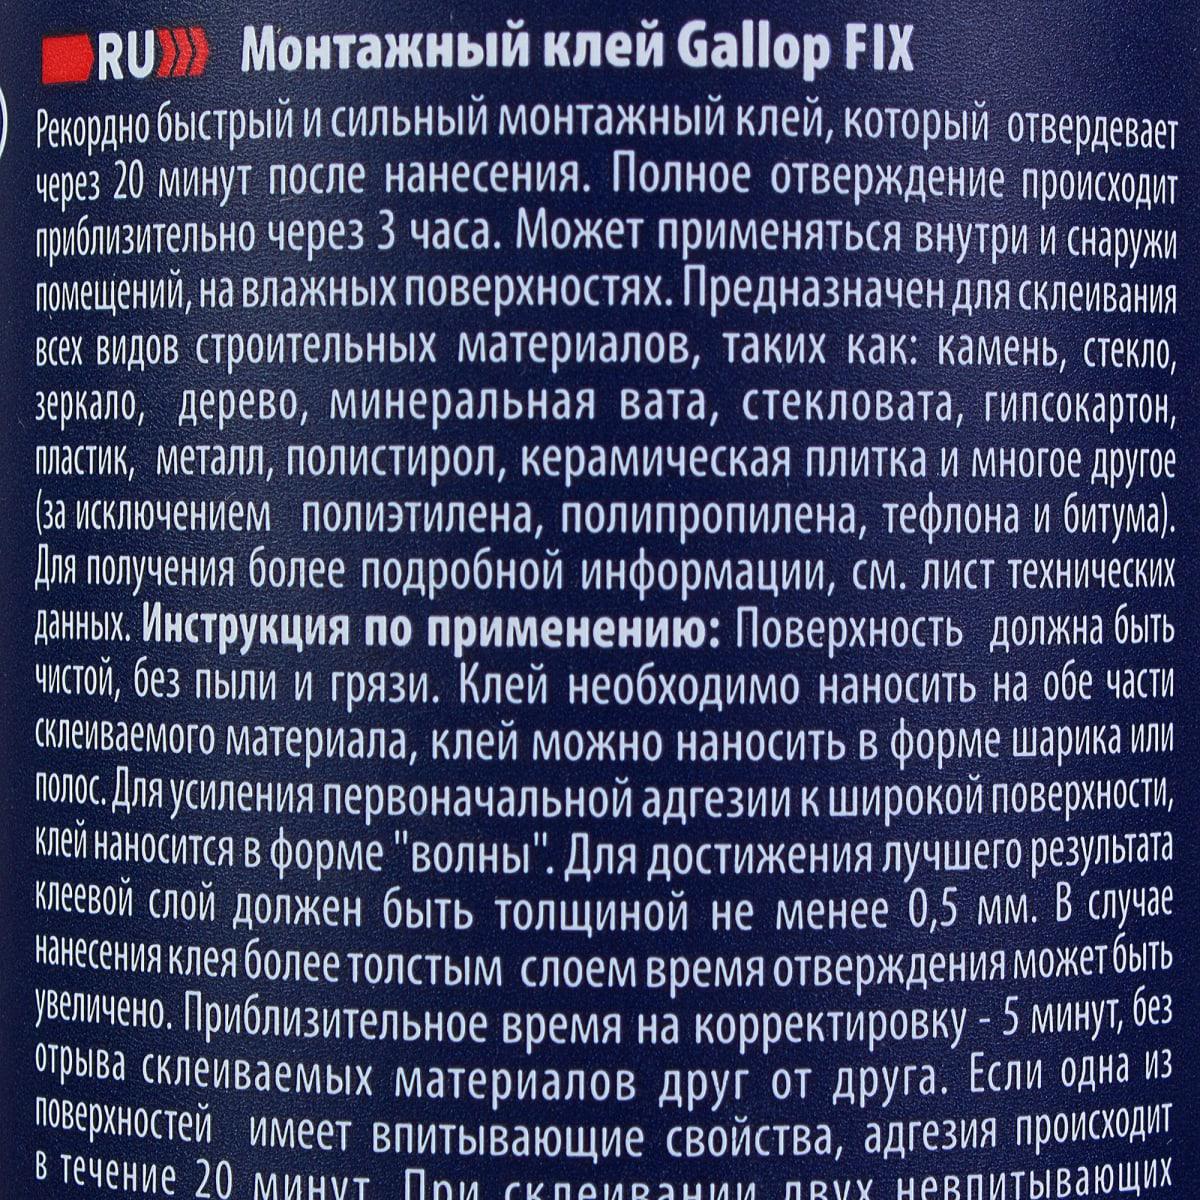 RU Монтажный клей Gallop FIX
Рекордно быстрый и сильный монтажный клей, который отвердевает
через 20 минут после нанесения. Полное отверждение происходит
приблизительно через 3 часа. Может применяться внутри и снаружи
помещений, на влажных поверхностях. Предназначен для склеивания
всех видов строительных материалов, таких как: камень, стекло,
зеркало, дерево, минеральная вата, стекловата, гипсокартон,
пластик, металл, полистирол, керамическая плитка и многое другое
(за исключением полиэтилена, полипропилена, тефлона и битума).
Для получения более подробной информации, см. лист технических
данных. Инструкция по применению: Поверхность должна быть
чистой, без пыли и грязи. Клей необходимо наносить на обе части
склеиваемого материала, клей можно наносить в форме шарика или
полос. Для усиления первоначальной адгезии к широкой поверхности,
клей наносится в форме "волны". Для достижения лучшего результата
клеевой слой должен быть толщиной не менее 0,5 мм. В случае
нанесения клея более толстым слоем время отверждения может быть
увеличено. Приблизительное время на корректировку - 5 минут, без
отрыва склеиваемых материалов друг от друга. Если одна из
поверхностей имеет впитывающие свойства, адгезия происходит
в течение 20 минут. При склеивании двух невпитывающих